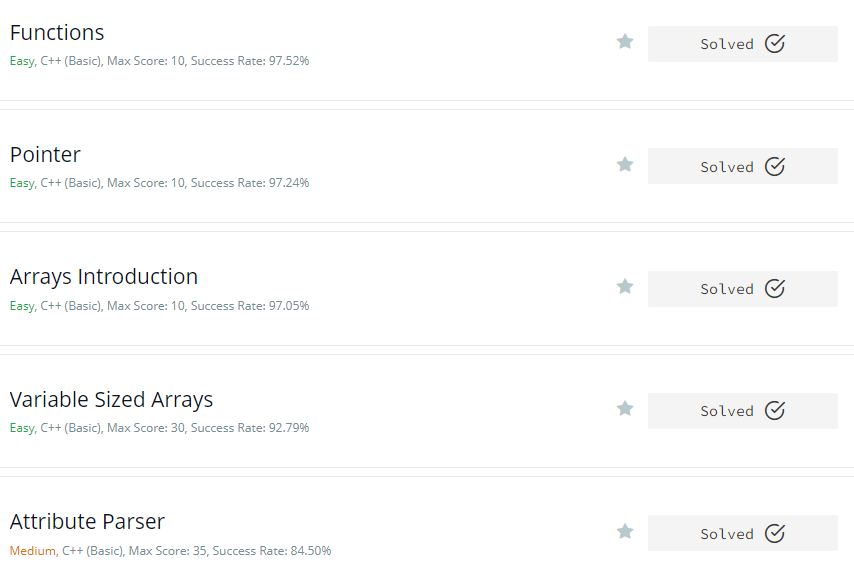 Functions
Solved
Easy, C++ (Basic), Max Score: 10, Success Rate: 97.52%
Pointer
Solved
Easy, C++ (Basic), Max Score: 10, Success Rate: 97.24%
Arrays Introduction
Solved
Easy, C++ (Basic), Max Score: 10, Success Rate: 97.05%
Variable Sized Arrays
Solved
Easy, C++ (Basic), Max Score: 30, Success Rate: 92.79%
Attribute Parser
Solved
Medium, C++ (Basic), Max Score: 35, Success Rate: 84.50%